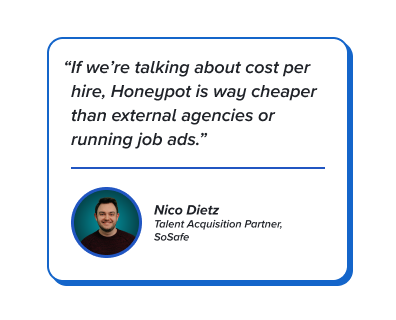 “If we’re talking about cost per
hire, Honeypot is way cheaper
than external agencies or
running job ads.”
Nico Dietz
Talent Acquisition Partner,
SoSafe